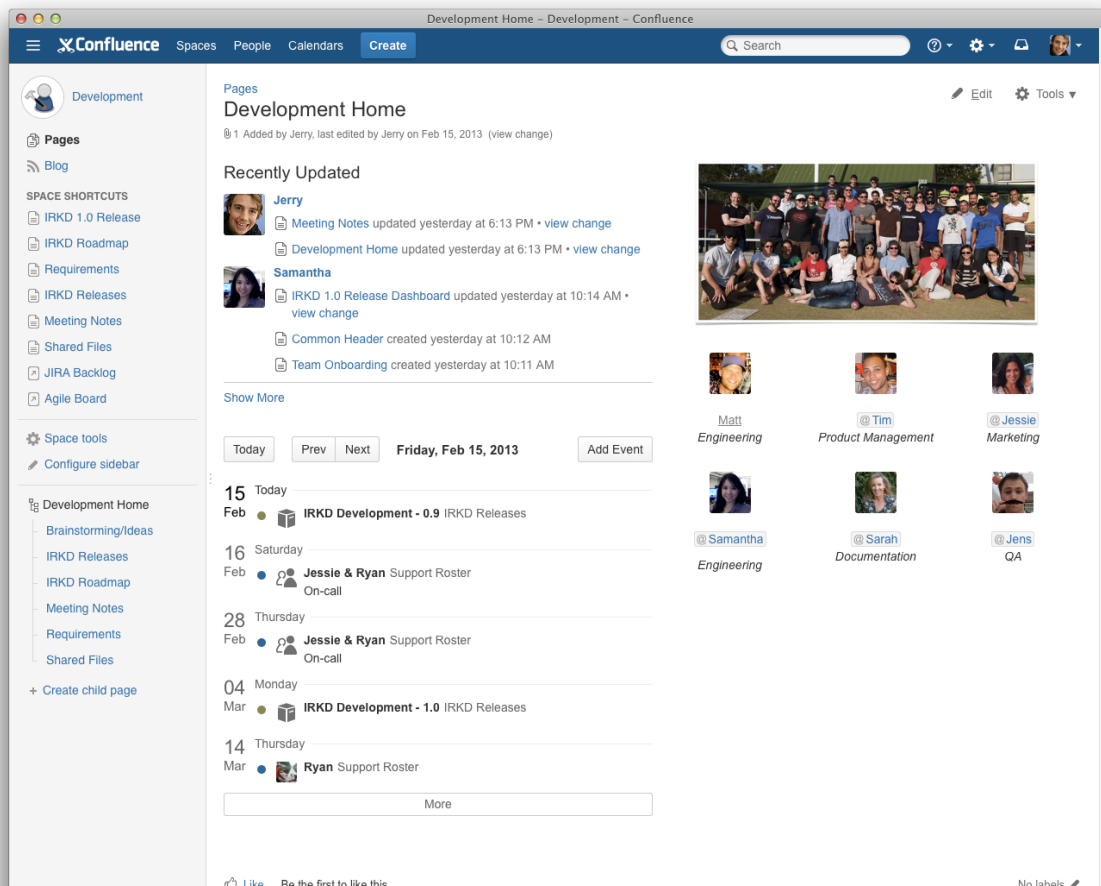 Development Home – Development – Confluence
Confluence Spaces People Calendars Create Search
Development
Pages
Blog
SPACE SHORTCUTS
IRKD 1.0 Release
IRKD Roadmap
Requirements
IRKD Releases
Meeting Notes
Shared Files
JIRA Backlog
Agile Board
Space tools
Configure sidebar
Development Home
Brainstorming/Ideas
IRKD Releases
IRKD Roadmap
Meeting Notes
Requirements
Shared Files
+ Create child page
Pages
Development Home
1 Added by Jerry, last edited by Jerry on Feb 15, 2013 (view change)
Edit Tools
Recently Updated
Jerry
Meeting Notes updated yesterday at 6:13 PM • view change
Development Home updated yesterday at 6:13 PM • view change
Samantha
IRKD 1.0 Release Dashboard updated yesterday at 10:14 AM •
view change
Common Header created yesterday at 10:12 AM
Team Onboarding created yesterday at 10:11 AM
Show More
Today Prev Next Friday, Feb 15, 2013 Add Event
15 Today
Feb IRKD Development - 0.9 IRKD Releases
16 Saturday
Feb Jessie & Ryan Support Roster
On-call
28 Thursday
Feb Jessie & Ryan Support Roster
On-call
04 Monday
Mar IRKD Development - 1.0 IRKD Releases
14 Thursday
Mar Ryan Support Roster
More
Matt @Tim @Jessie
Engineering Product Management Marketing
@Samantha @Sarah @Jens
Engineering Documentation QA
Like Be the first to like this
No labels